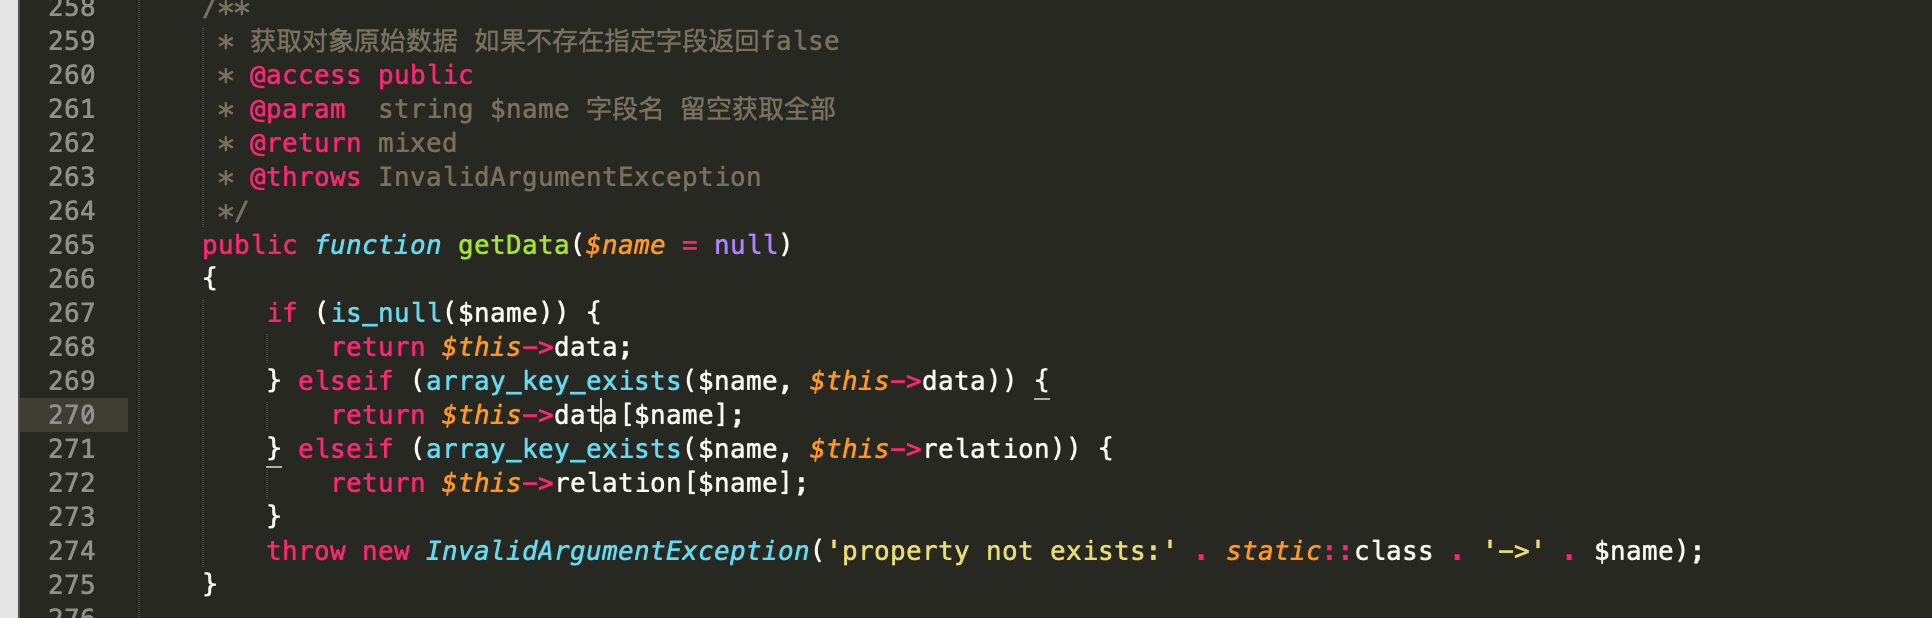 258 /**
259 * 获取对象原始数据 如果不存在指定字段返回false
260 * @access public
261 * @param  string $name 字段名 留空获取全部
262 * @return mixed
263 * @throws InvalidArgumentException
264 */
265 public function getData($name = null)
266 {
267 if (is_null($name)) {
268 return $this->data;
269 } elseif (array_key_exists($name, $this->data)) {
270 return $this->data[$name];
271 } elseif (array_key_exists($name, $this->relation)) {
272 return $this->relation[$name];
273 }
274 throw new InvalidArgumentException('property not exists:' . static::class . '->' . $name);
275 }
276